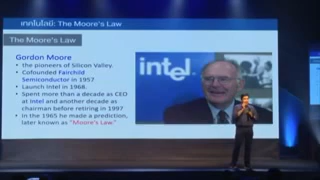 เทคโนโลยี: The Moore's Law
The Moore's Law
Gordon Moore
• the pioneers of Silicon Valley.
• Cofounded Fairchild
Semiconductor in 1957
• Launch Intel in 1968.
• Spent more than a decade as CEO
at Intel and another decade as
chairman before retiring in 1997
• In the 1965 he made a prediction,
later known as "Moore's Law."
intel